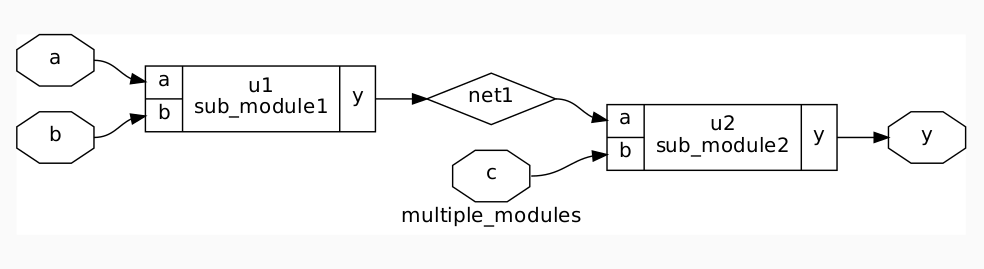 a
b
a
b
u1
sub_module1
y
net1
c
a
b
u2
sub_module2
y
y
multiple_modules